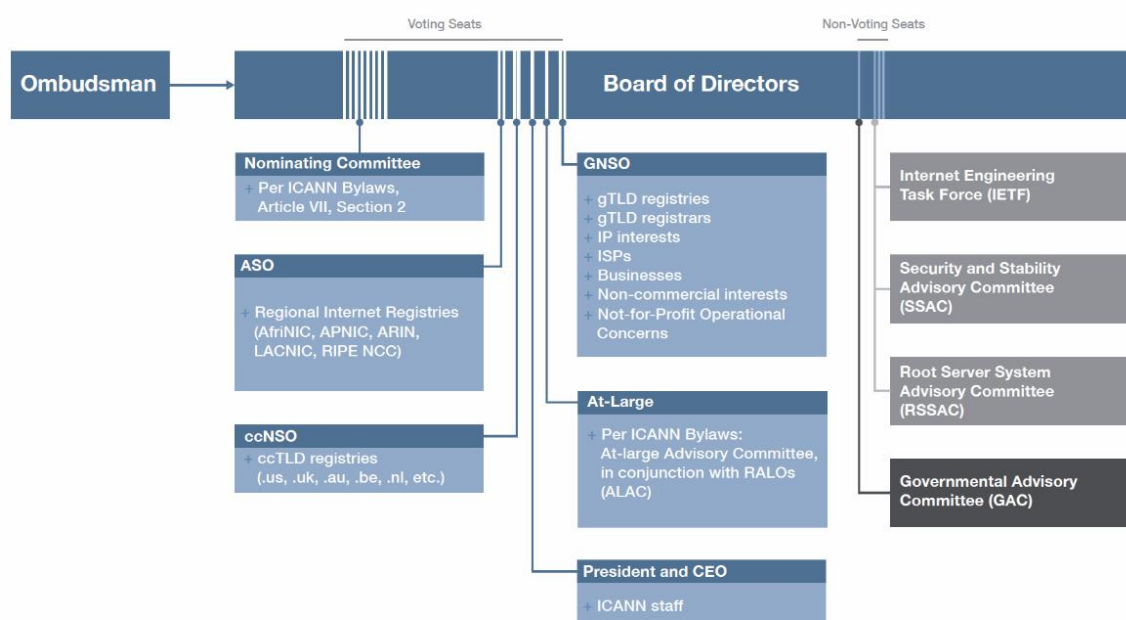 Voting Seats
Non-Voting Seats
Ombudsman
Board of Directors
Nominating Committee
+ Per ICANN Bylaws,
Article VII, Section 2
ASO
+ Regional Internet Registries
(AfriNIC, APNIC, ARIN,
LACNIC, RIPE NCC)
ccNSO
+ ccTLD registries
(.us, .uk, .au, .be, .nl, etc.)
GNSO
+ gTLD registries
+ gTLD registrars
+ IP interests
+ ISPs
+ Businesses
+ Non-commercial interests
+ Not-for-Profit Operational
Concerns
At-Large
+ Per ICANN Bylaws:
At-large Advisory Committee,
in conjunction with RALOs
(ALAC)
President and CEO
+ ICANN staff
Internet Engineering
Task Force (IETF)
Security and Stability
Advisory Committee
(SSAC)
Root Server System
Advisory Committee
(RSSAC)
Governmental Advisory
Committee (GAC)